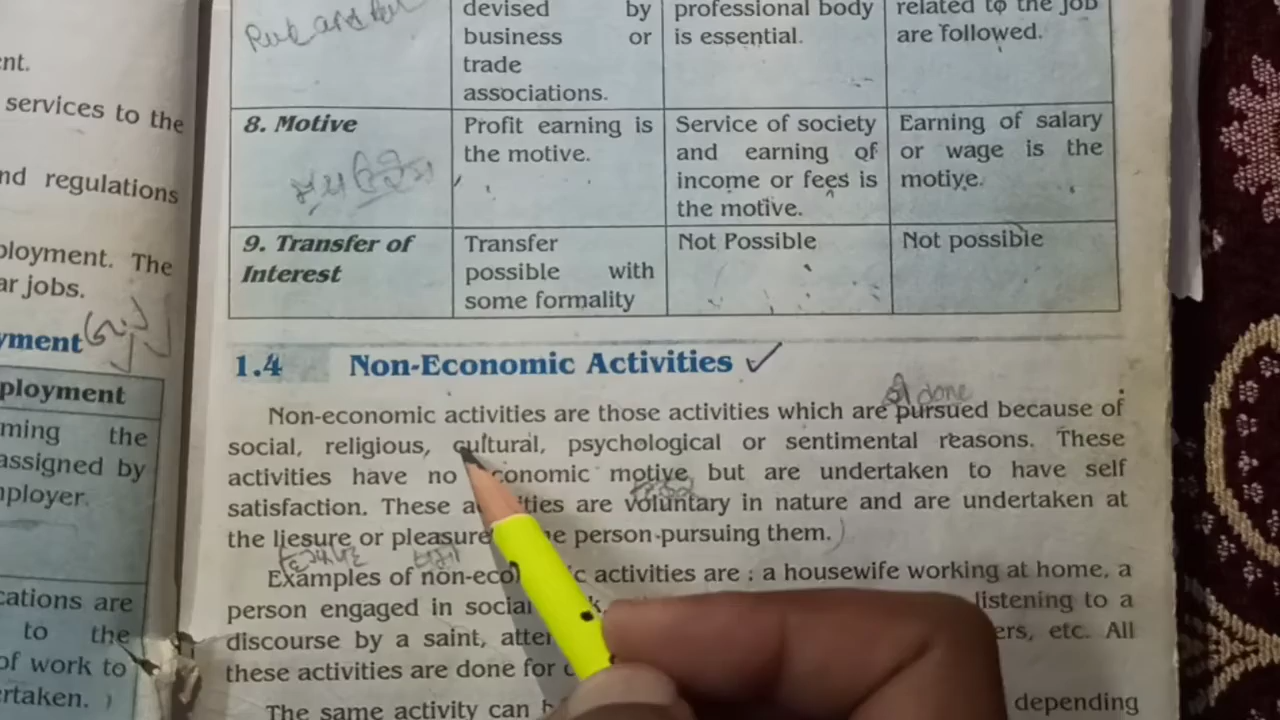 nt.
services to the
nd regulations
ployment. The
ar jobs.
yment
ployment
ming the
assigned by
ployer.
cations are
to the
of work to
rtaken. )
devised by professional body related to the job
business or is essential. are followed.
trade
associations.
8. Motive Profit earning is Service of society Earning of salary
the motive. and earning of or wage is the
income or fees is motive.
the motive.
9. Transfer of Transfer Not Possible Not possible
Interest possible with
some formality
1.4 Non-Economic Activities ✓
done
Non-economic activities are those activities which are pursued because of
social, religious, cultural, psychological or sentimental reasons. These
activities have no economic motive but are undertaken to have self
satisfaction. These activities are voluntary in nature and are undertaken at
the liesure or pleasure person pursuing them.)
Examples of non-economic activities are : a housewife working at home, a
person engaged in social listening to a
discourse by a saint, etc. All
these activities are done for
The same activity can depending